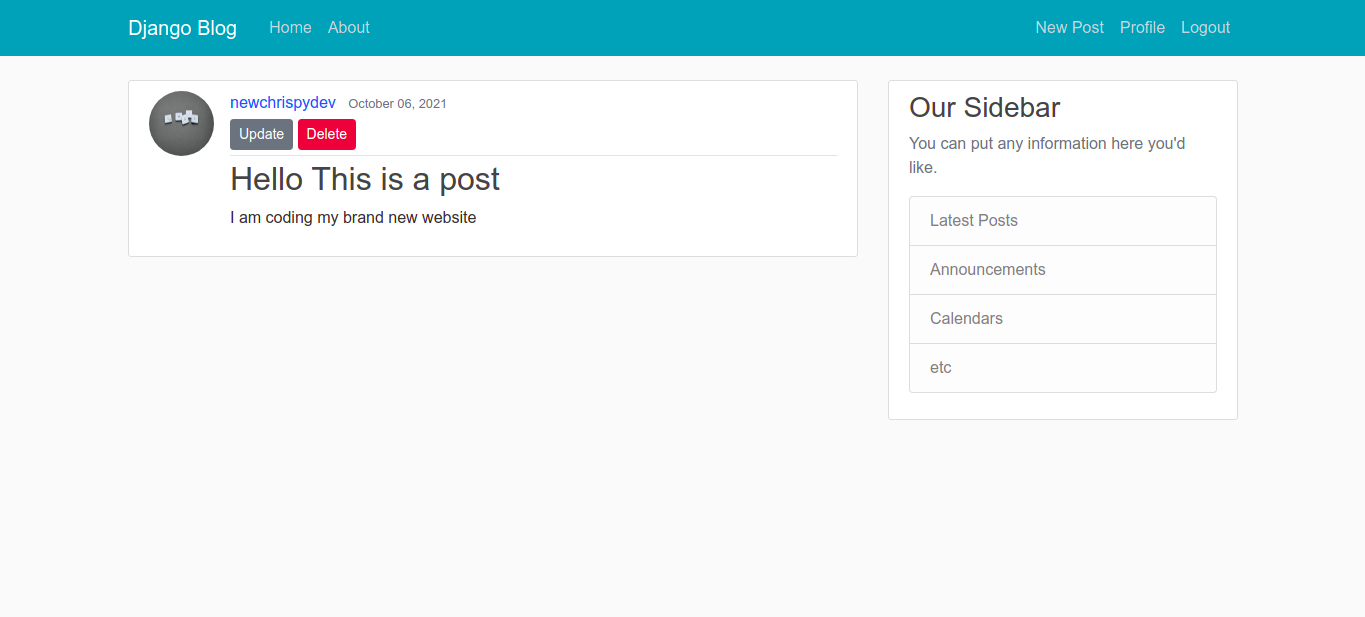 Django Blog Home About New Post Profile Logout
newchrispydev October 06, 2021
Update Delete
Hello This is a post
I am coming my brand new website
Our Sidebar
You can put any information here you'd
like.
Latest Posts
Announcements
Calendars
etc